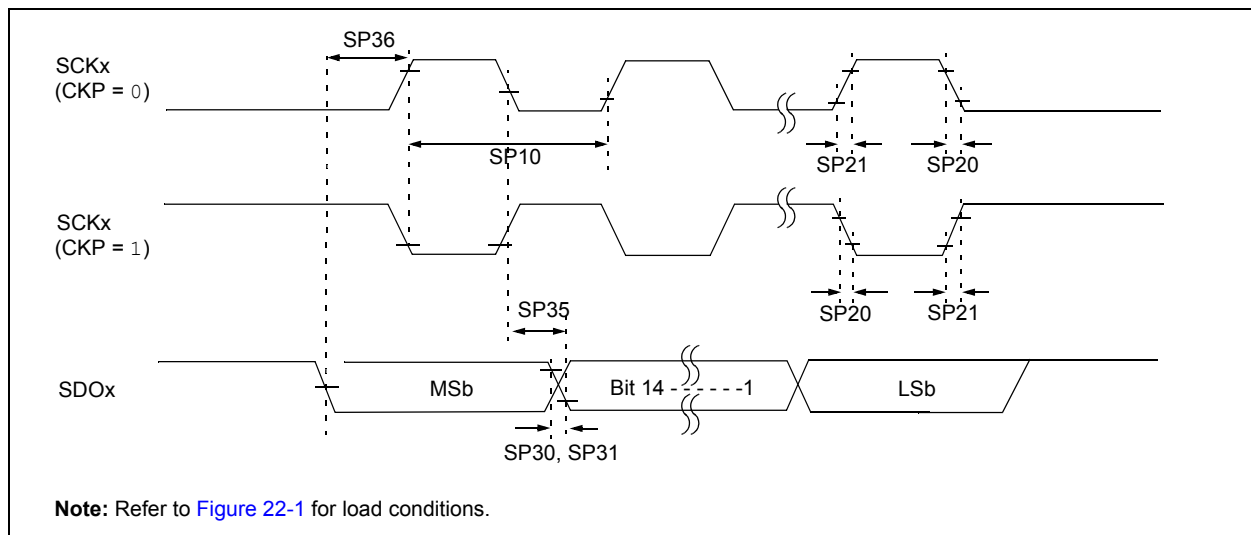 SP36
SCKx
(CKP = 0)
SP10
SP21
SP20
SCKx
(CKP = 1)
SP35
SP20
SP21
SDOx
MSb
Bit 14 - - - - - -1
LSb
SP30, SP31
Note: Refer to Figure 22-1 for load conditions.